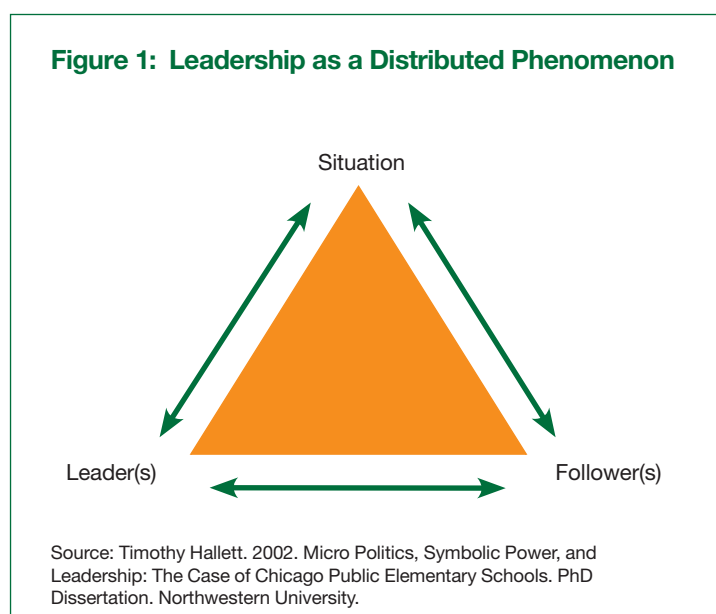 Figure 1: Leadership as a Distributed Phenomenon
Situation
Leader(s)
Follower(s)
Source: Timothy Hallett. 2002. Micro Politics, Symbolic Power, and
Leadership: The Case of Chicago Public Elementary Schools. PhD
Dissertation. Northwestern University.